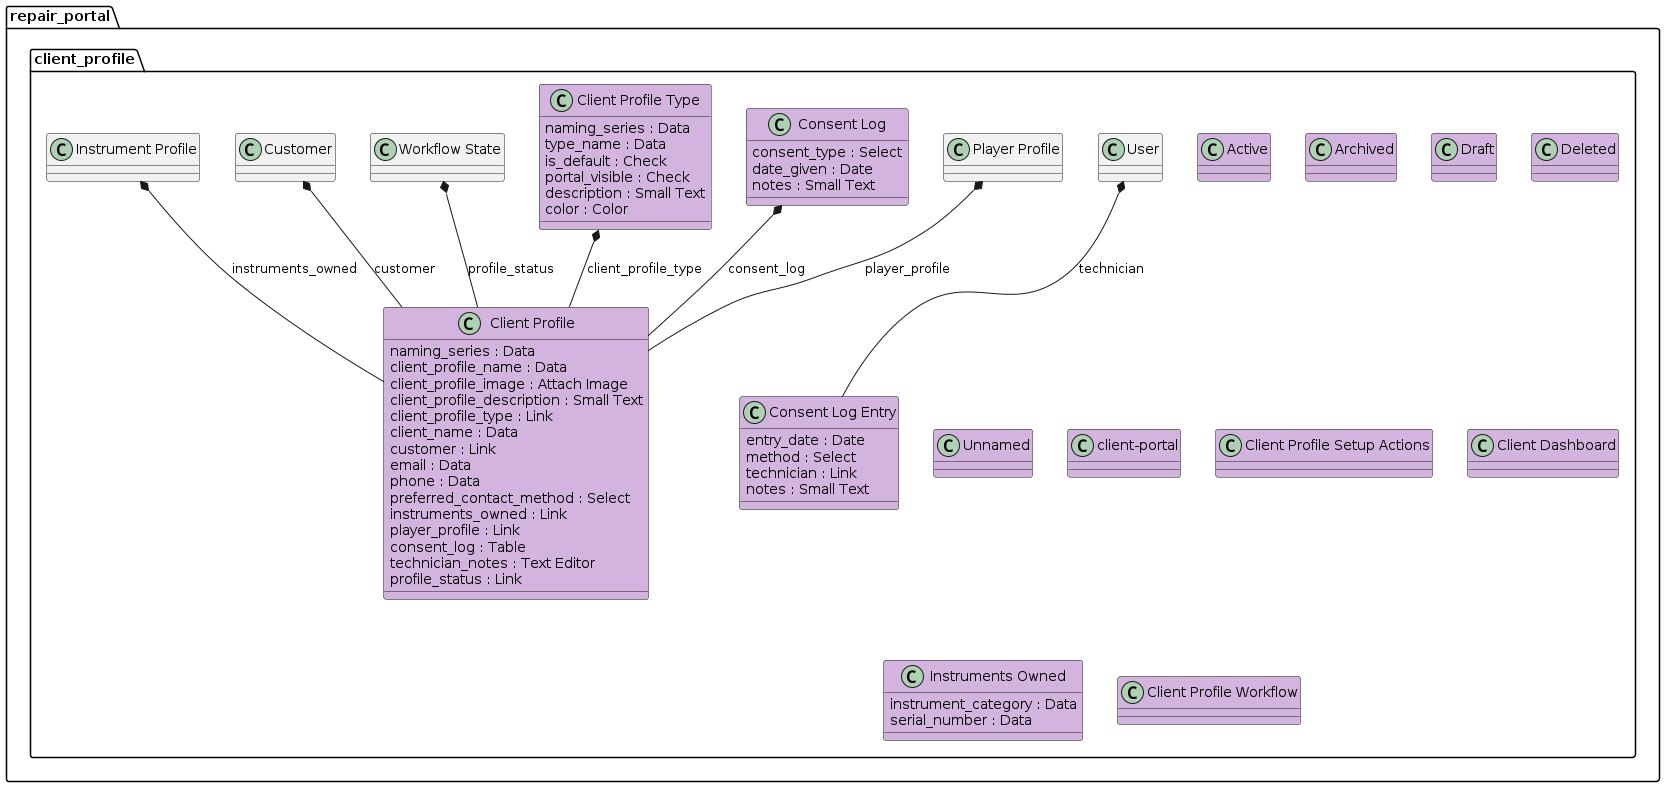 repair_portal
client_profile
C Instrument Profile
C Customer
C Workflow State
C Client Profile Type
naming_series : Data
type_name : Data
is_default : Check
portal_visible : Check
description : Small Text
color : Color
C Consent Log
consent_type : Select
date_given : Date
notes : Small Text
C Player Profile
C User
C Active
C Archived
C Draft
C Deleted
instruments_owned
customer
profile_status
client_profile_type
consent_log
player_profile
technician
C Client Profile
naming_series : Data
client_profile_name : Data
client_profile_image : Attach Image
client_profile_description : Small Text
client_profile_type : Link
client_name : Data
customer : Link
email : Data
phone : Data
preferred_contact_method : Select
instruments_owned : Link
player_profile : Link
consent_log : Table
technician_notes : Text Editor
profile_status : Link
C Consent Log Entry
entry_date : Date
method : Select
technician : Link
notes : Small Text
C Unnamed
C client-portal
C Client Profile Setup Actions
C Client Dashboard
C Instruments Owned
instrument_category : Data
serial_number : Data
C Client Profile Workflow